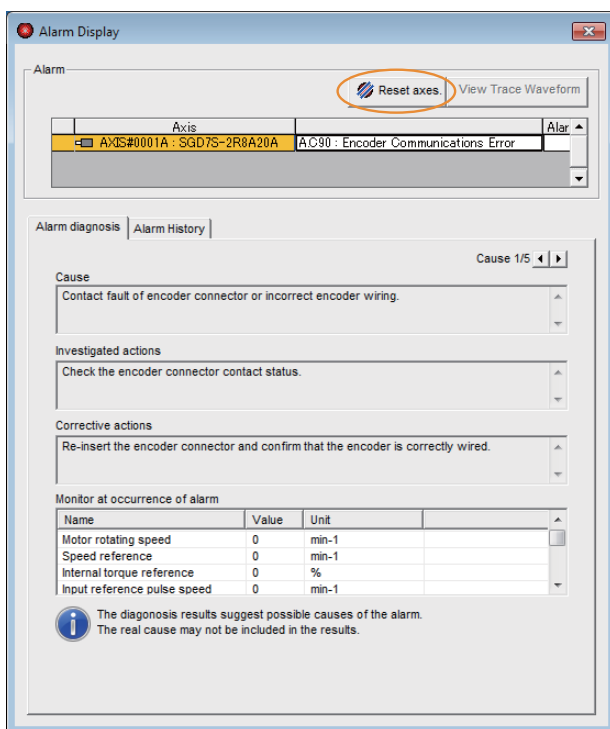 Alarm Display
Alarm
Reset axes.
View Trace Waveform
Axis
Alar
AXIS#0001A : SGD7S-2R8A20A
A.C90 : Encoder Communications Error
Alarm diagnosis
Alarm History
Cause 1/5
Cause
Contact fault of encoder connector or incorrect encoder wiring.
Investigated actions
Check the encoder connector contact status.
Corrective actions
Re-insert the encoder connector and confirm that the encoder is correctly wired.
Monitor at occurrence of alarm
Name Value Unit
Motor rotating speed 0 min-1
Speed reference 0 min-1
Internal torque reference 0 %
Input reference pulse speed 0 min-1
The diagonosis results suggest possible causes of the alarm.
The real cause may not be included in the results.